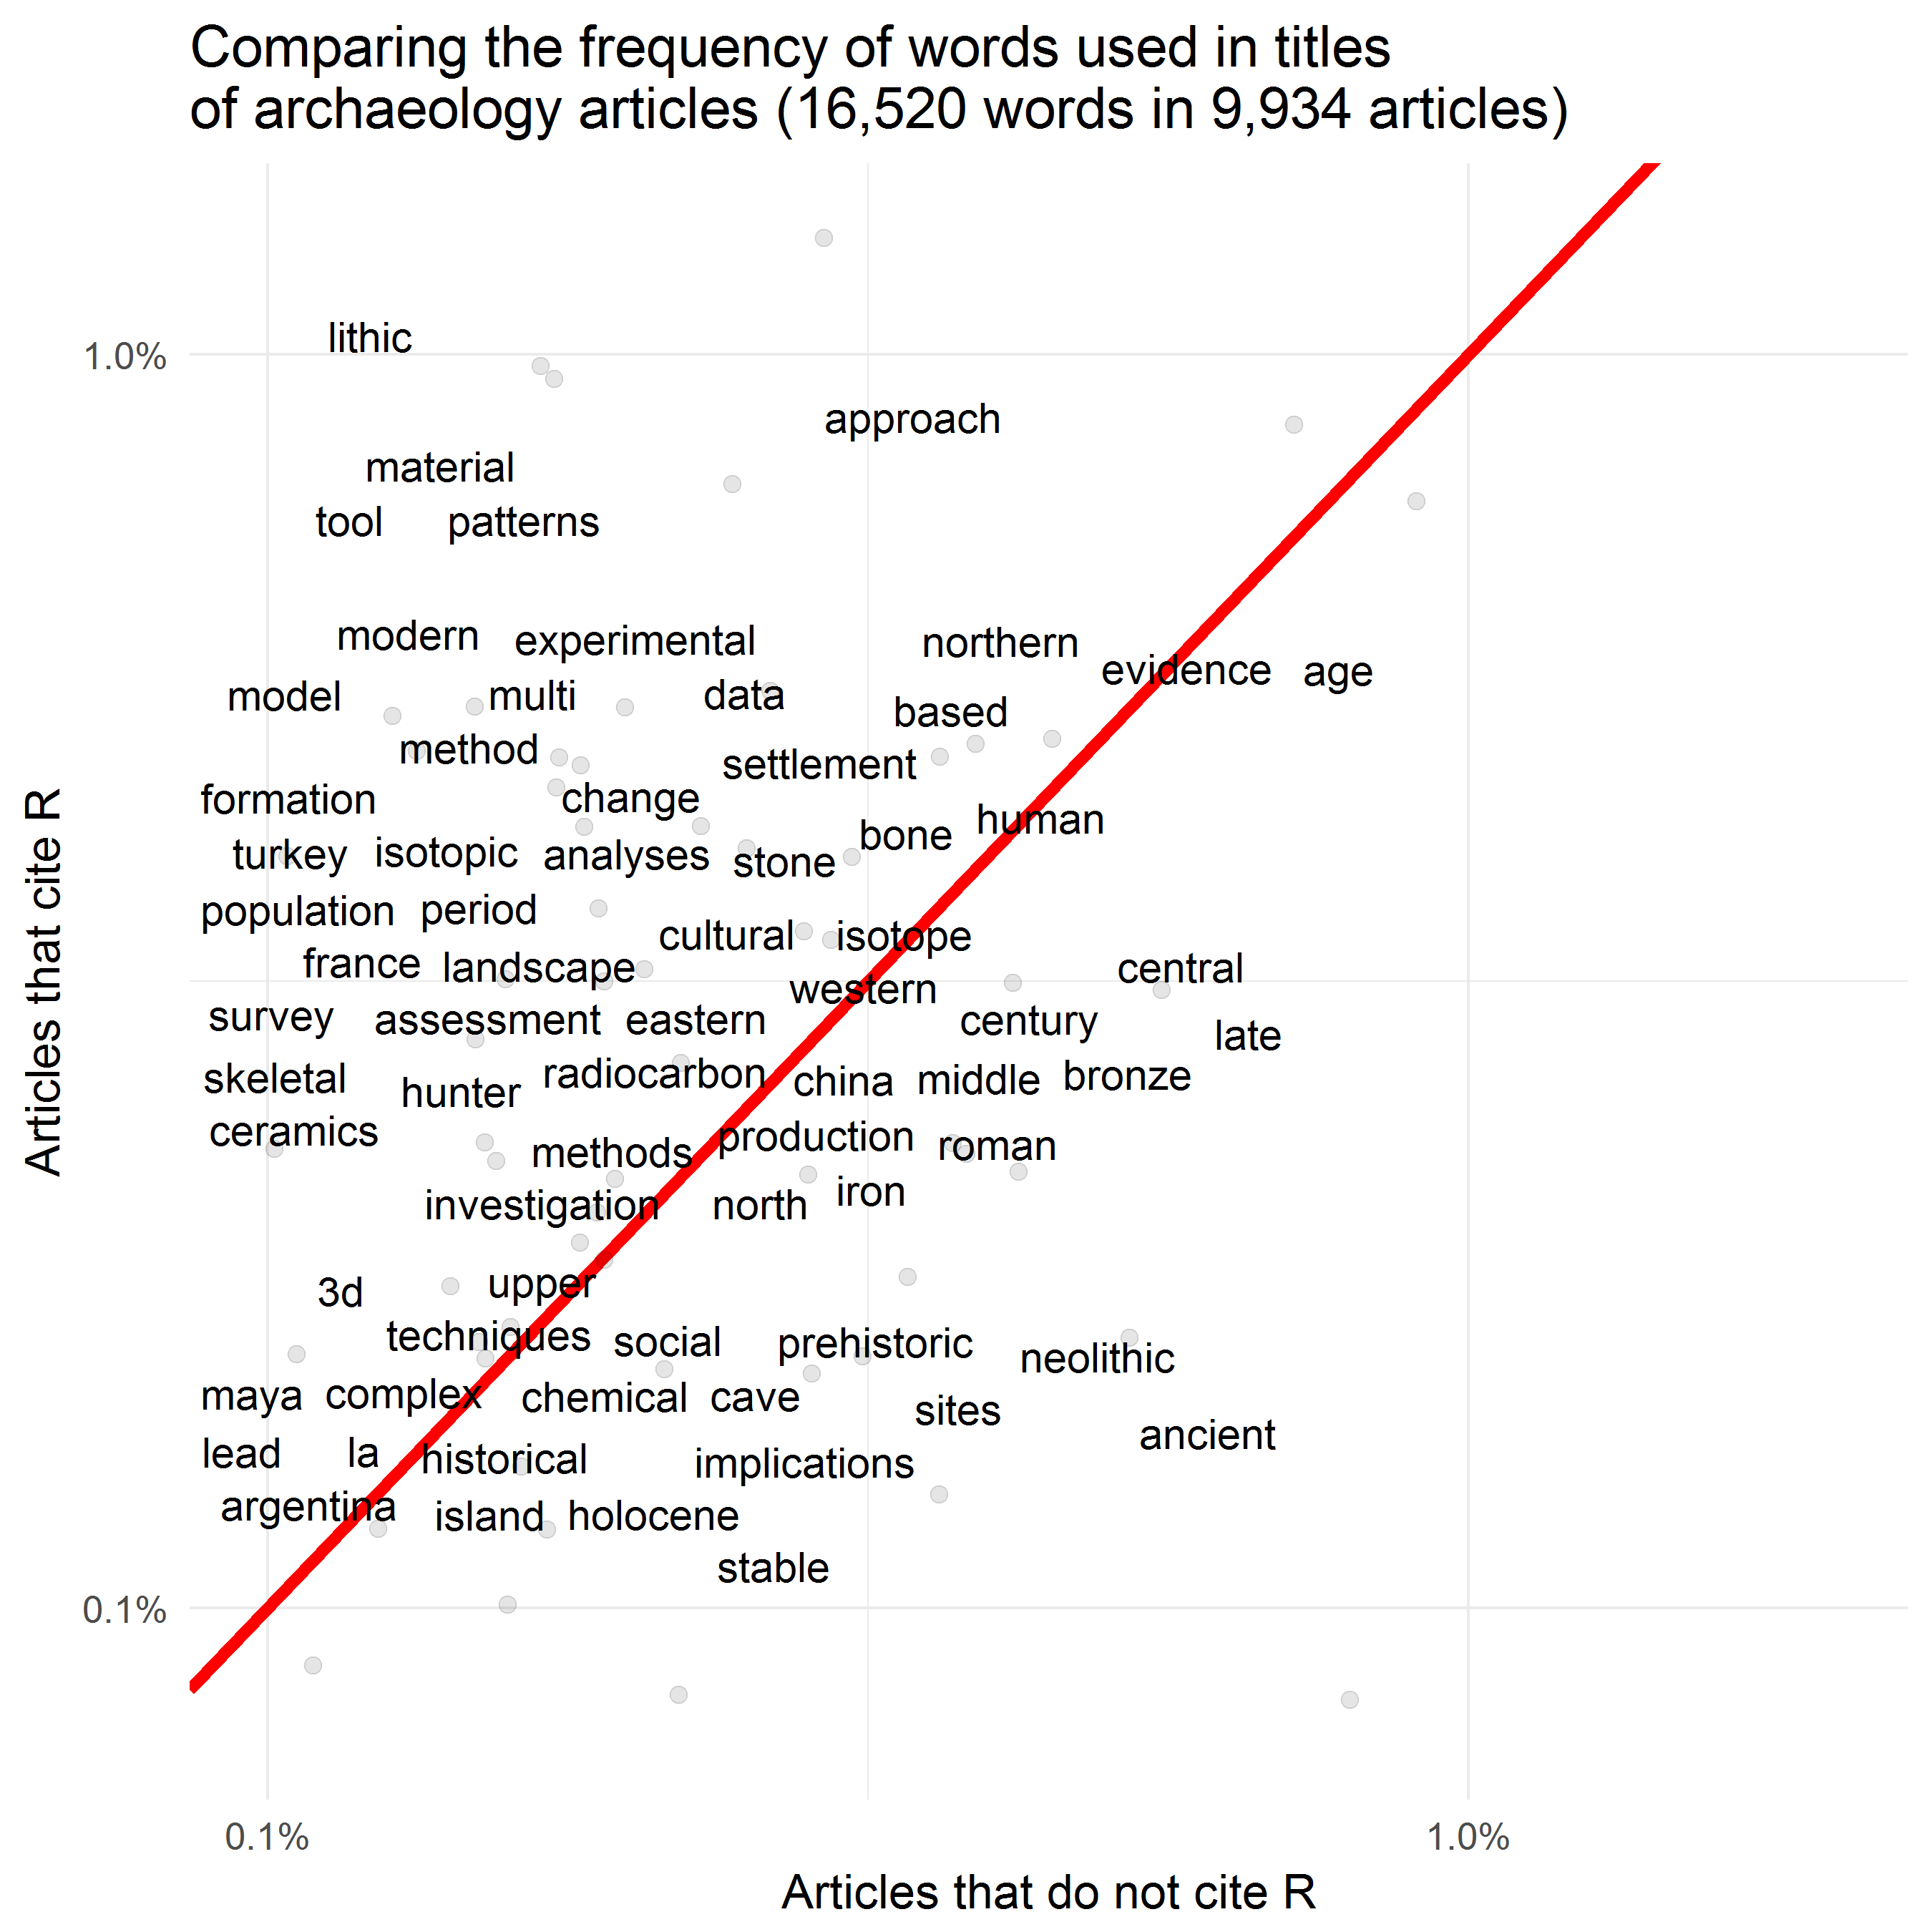 Comparing the frequency of words used in titles
of archaeology articles (16,520 words in 9,934 articles)
lithic
1.0%
approach
material
tool patterns
modern experimental northern
evidence age
model multi data
based
method
settlement
formation change
human
bone
turkey isotopic analyses stone
population period
cultural isotope
france landscape central
western
survey assessment eastern century
late
skeletal radiocarbon china middle bronze
hunter
ceramics production
methods roman
investigation north iron
3d upper
techniques social prehistoric
neolithic
maya complex chemical cave
sites
ancient
lead la historical implications
argentina island holocene
stable
0.1%
0.1% 1.0%
Articles that do not cite R
Articles that cite R